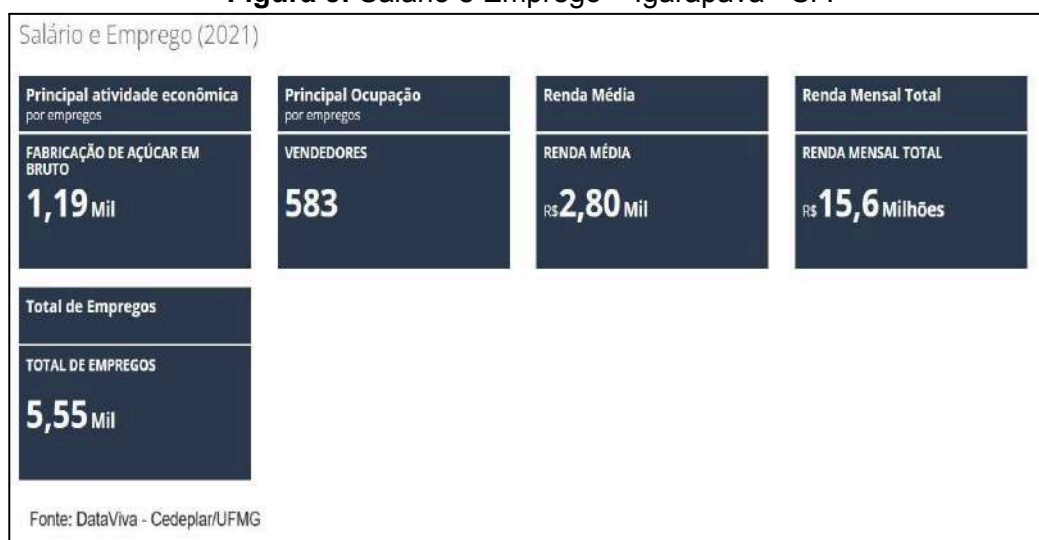 Salário e Emprego (2021)
Principal atividade econômica
por empregos
FABRICAÇÃO DE AÇÚCAR EM
BRUTO
1,19 Mil
Principal Ocupação
por empregos
VENDEDORES
583
Renda Média
RENDA MÉDIA
R$2,80 Mil
Renda Mensal Total
RENDA MENSAL TOTAL
R$15,6 Milhões
Total de Empregos
TOTAL DE EMPREGOS
5,55 Mil
Fonte: DataViva - Cedeplar/UFMG